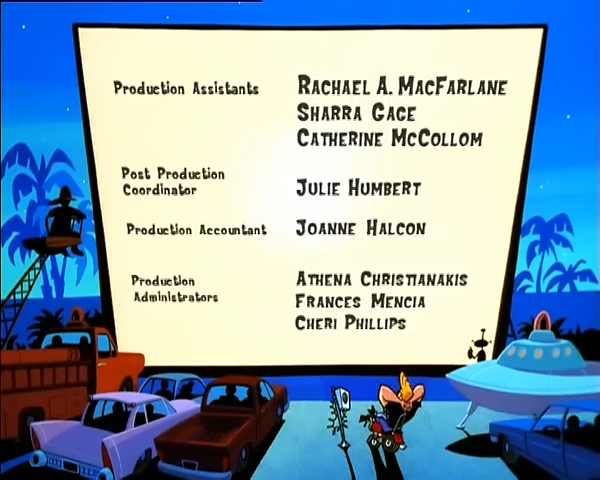 Production Assistants RACHAEL A. MACFARLANE
SHARRA GAGE
CATHERINE MCCOLLOM
Post Production
Coordinator JULIE HUMBERT
Production Accountant JOANNE HALCON
Production
Administrators ATHENA CHRISTIANAKIS
FRANCES MENCIA
CHERI PHILLIPS